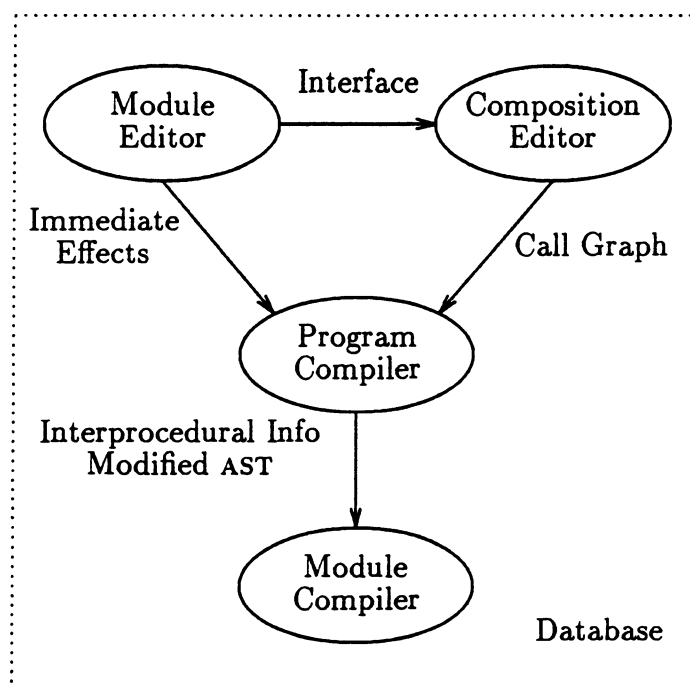 Interface
Module
Editor
Composition
Editor
Immediate
Effects
Call Graph
Program
Compiler
Interprocedural Info
Modified AST
Module
Compiler
Database